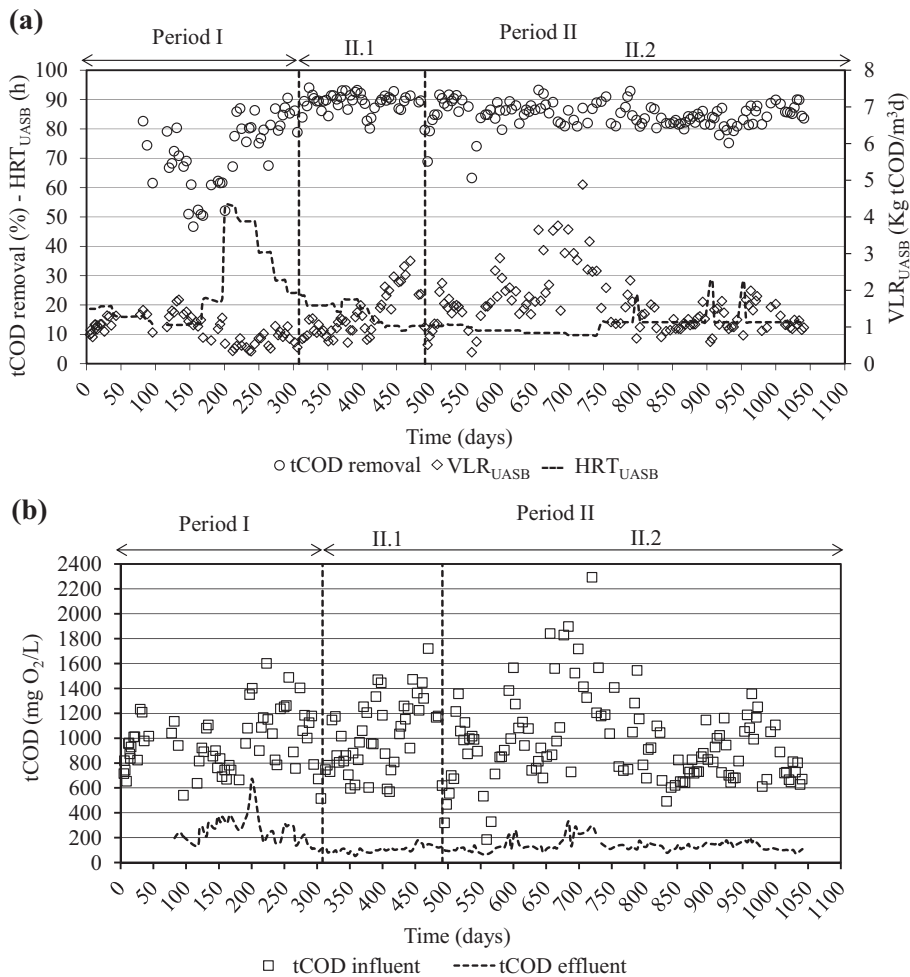 (a)
Period I
Period II
II.1
II.2
100
90
80
70
60
50
40
30
20
10
0
tCOD removal (%) - HRT_UASB (h)
8
7
6
5
4
3
2
1
0
VLR_UASB (Kg tCOD/m³d)
0 50 100 150 200 250 300 350 400 450 500 550 600 650 700 750 800 850 900 950 1000 1050 1100
Time (days)
tCOD removal VLR_UASB HRT_UASB
(b)
Period I
Period II
II.1
II.2
2400
2200
2000
1800
1600
1400
1200
1000
800
600
400
200
0
tCOD (mg O₂/L)
0 50 100 150 200 250 300 350 400 450 500 550 600 650 700 750 800 850 900 950 1000 1050 1100
Time (days)
tCOD influent tCOD effluent